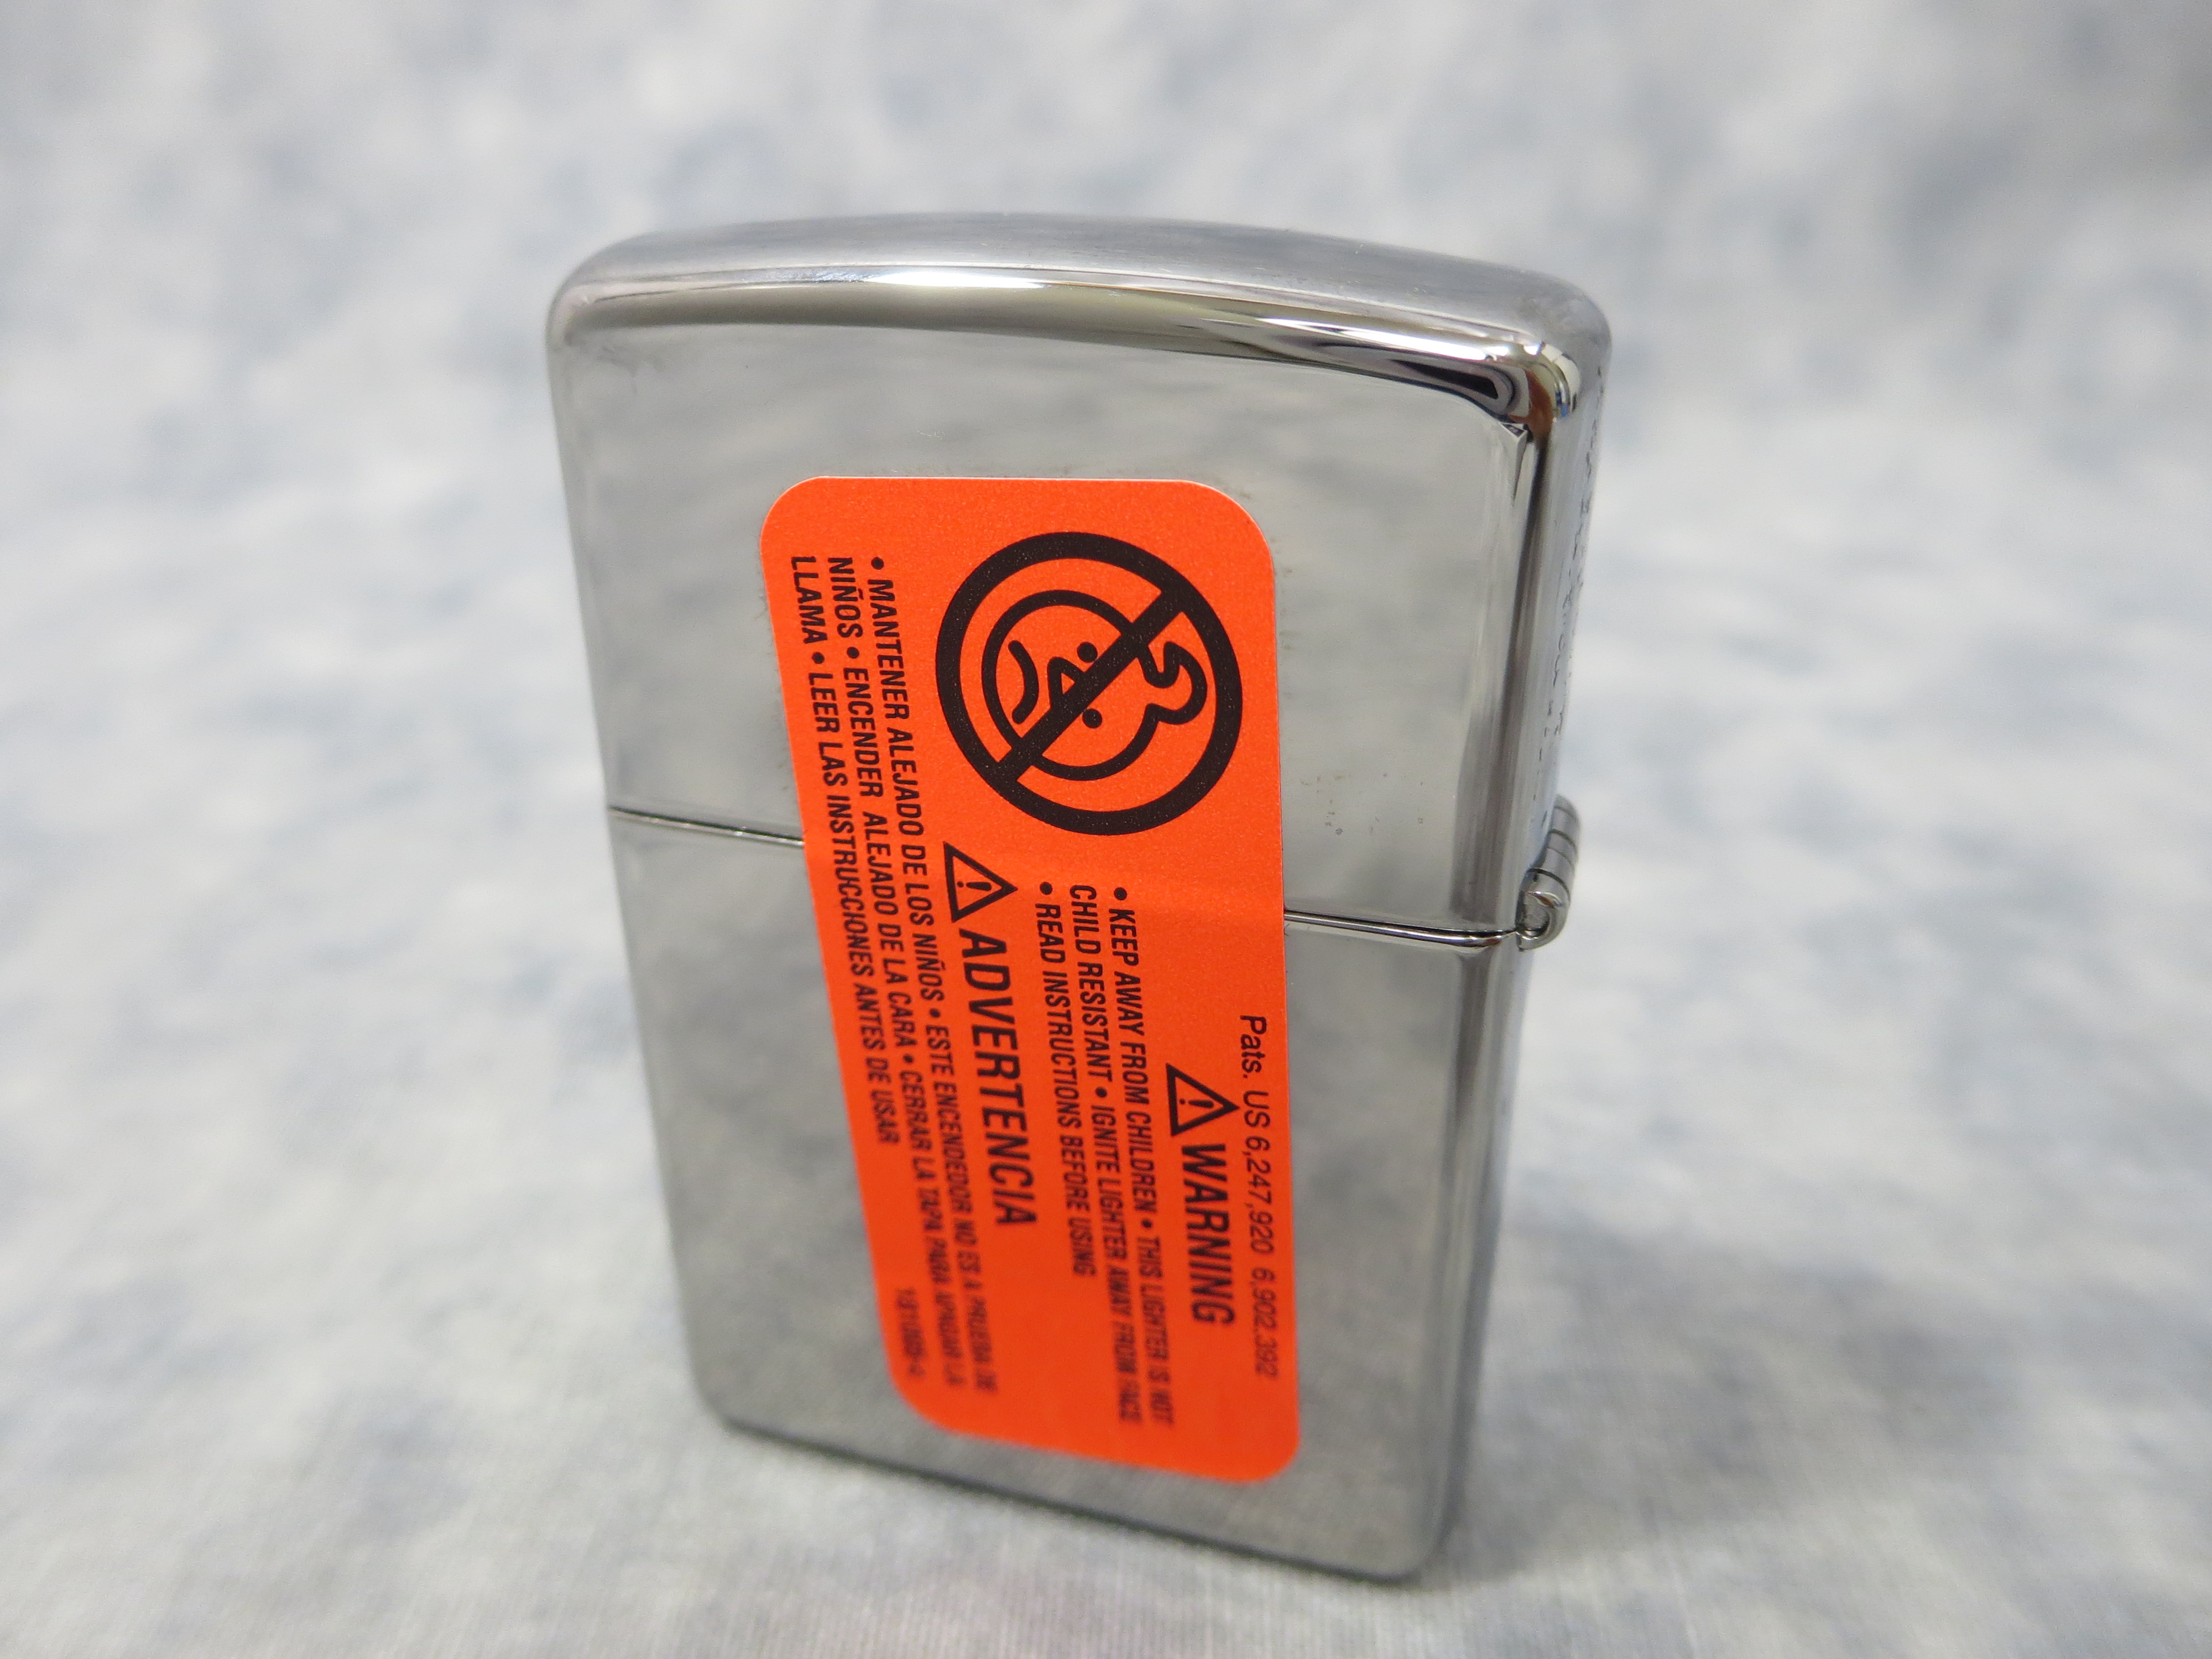 Pats. US 6,247,920 6,902,392
WARNING
• KEEP AWAY FROM CHILDREN • THIS LIGHTER IS NOT
CHILD RESISTANT • IGNITE LIGHTER AWAY FROM FACE
• READ INSTRUCTIONS BEFORE USING
ADVERTENCIA
• MANTENER ALEJADO DE LOS NIÑOS • ESTE ENCENDEDOR NO ES A PRUEBA DE
NIÑOS • ENCENDER ALEJADO DE LA CARA • CERRAR LA TAPA PARA APAGAR LA
LLAMA • LEER LAS INSTRUCCIONES ANTES DE USAR